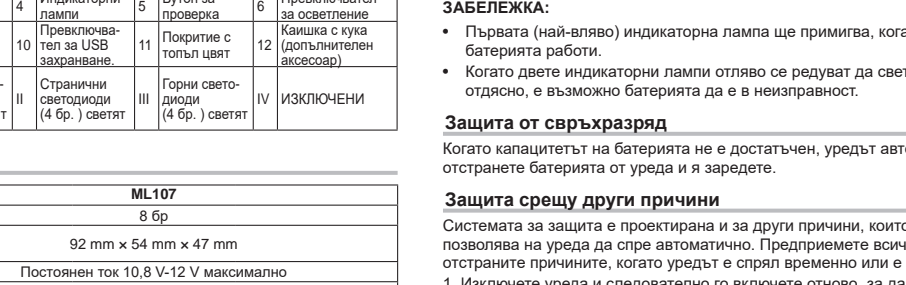 4 Индикаторни лампи 5 Бутон за проверка 6 Превключвател за осветление
10 Превключва-
тел за USB
захранване.
11 Покритие с
топъл цвят
12 Каишка с кука
(допълнителен
аксесоар)
II Странични
светодиоди
(4 бр. ) светят
III Горни свето-
диоди
(4 бр. ) светят
IV ИЗКЛЮЧЕНИ
ML107
8 бр
92 mm × 54 mm × 47 mm
Постоянен ток 10,8 V-12 V максимално
ЗАБЕЛЕЖКА:
• Първата (най-вляво) индикаторна лампа ще примигва, кога
батерията работи.
• Когато двете индикаторни лампи отляво се редуват да свет
отдясно, е възможно батерията да е в неизправност.
Защита от свръхразряд
Когато капацитетът на батерията не е достатъчен, уредът авт
отстранете батерията от уреда и я заредете.
Защита срещу други причини
Системата за защита е проектирана и за други причини, които
позволява на уреда да спре автоматично. Предприемете всич
отстраните причините, когато уредът е спрял временно или е
1. Изключете уреда и следователно го включете отново, за да